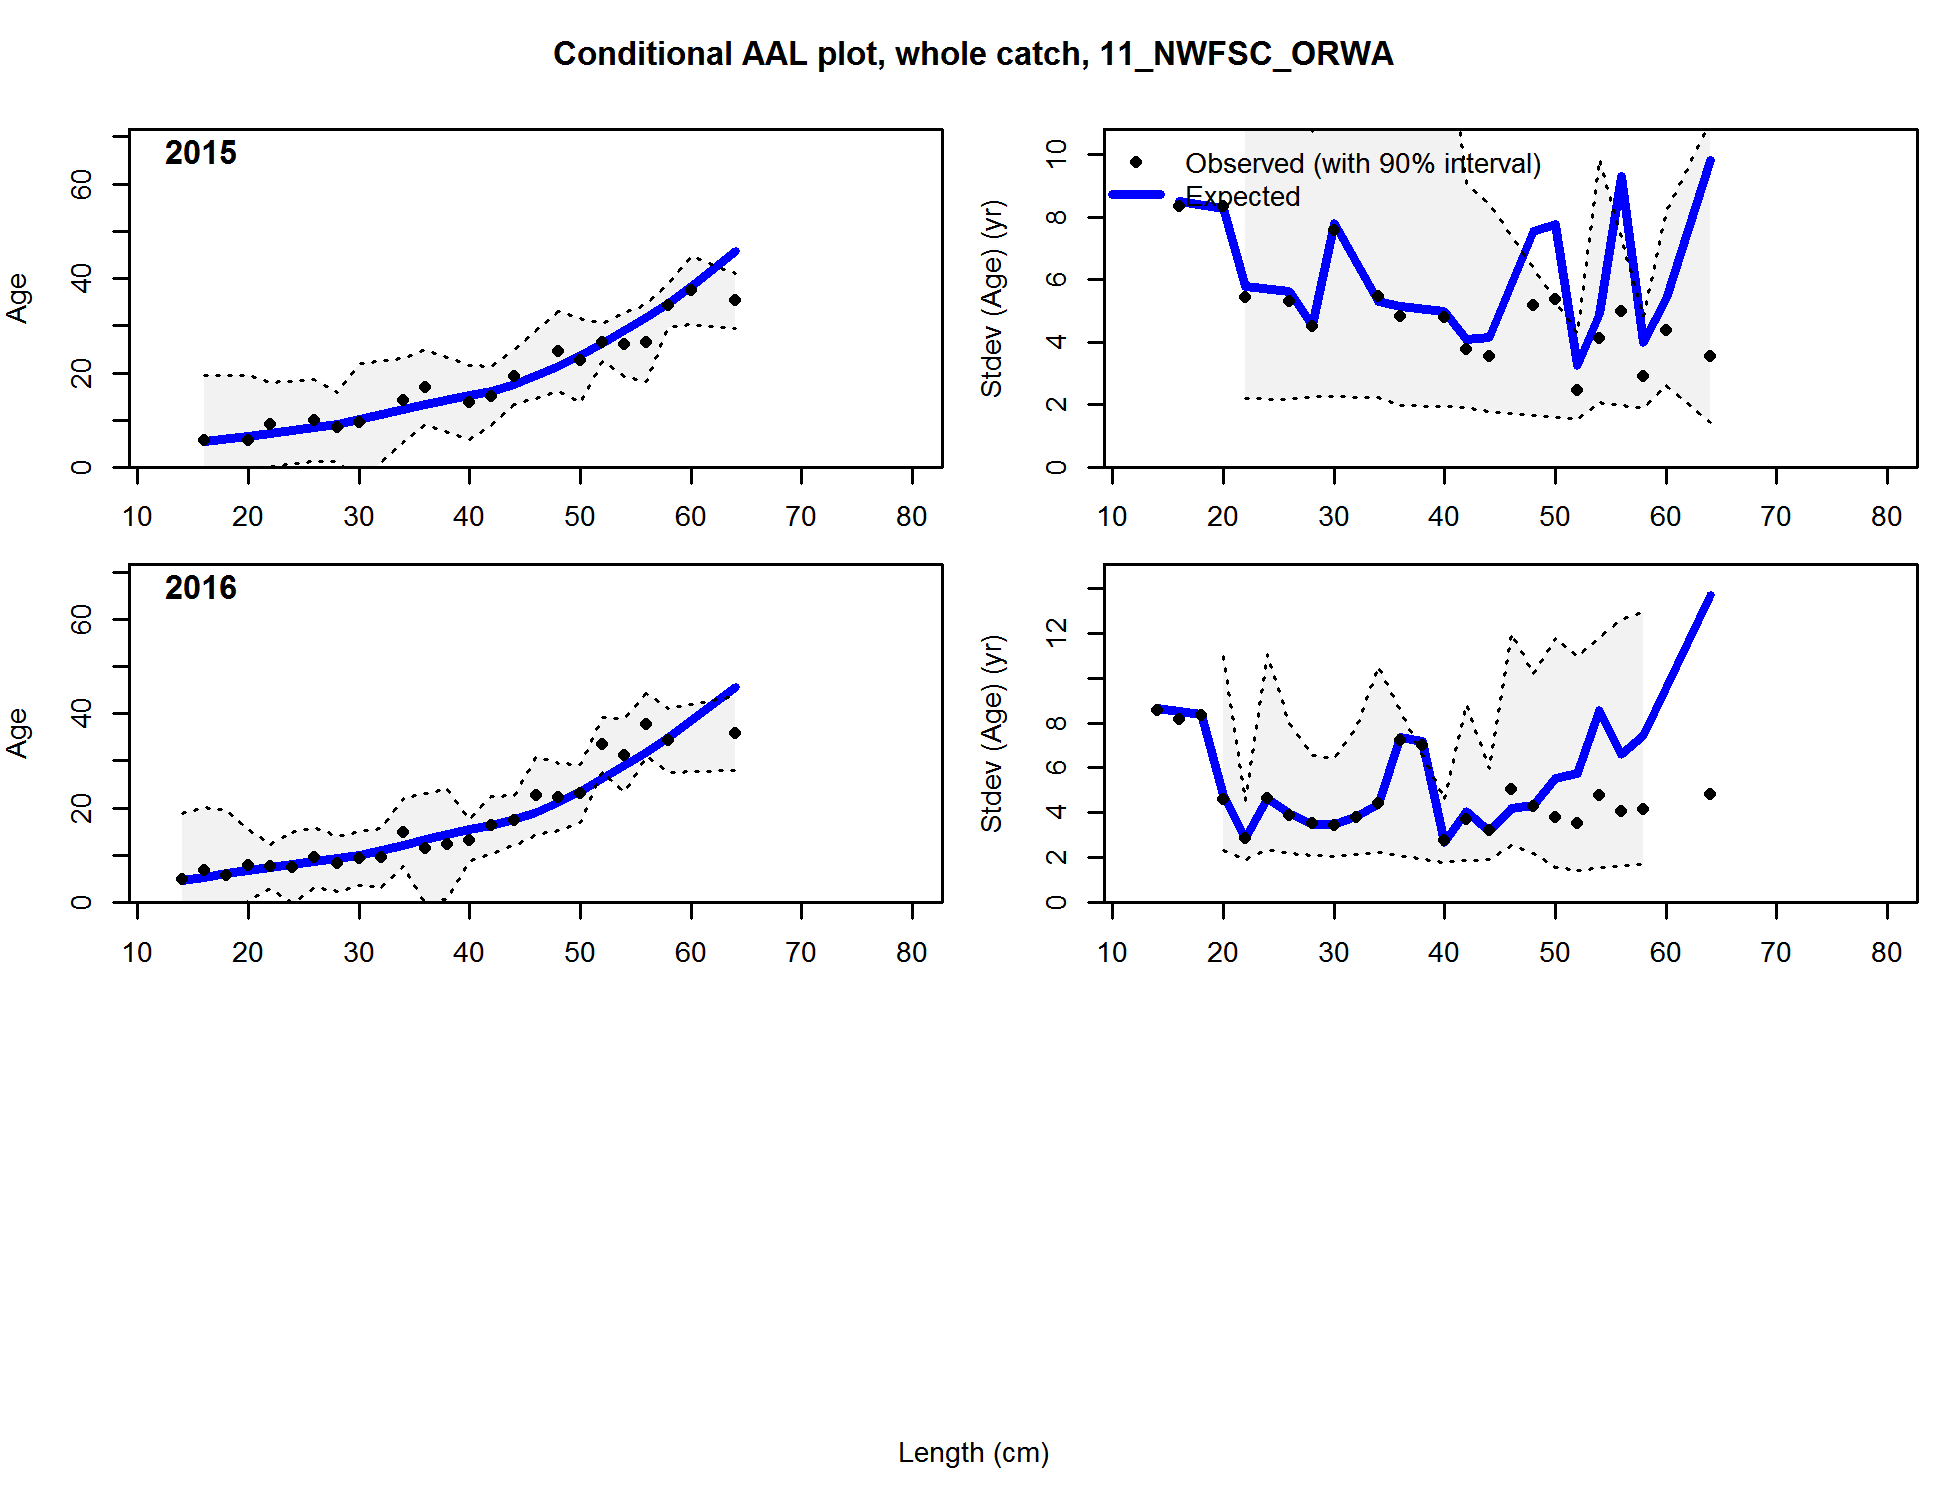 Conditional AAL plot, whole catch, 11_NWFSC_ORWA
2015
Age
0 20 40 60
10 20 30 40 50 60 70 80
Observed (with 90% interval)
Expected
Stdev (Age) (yr)
0 2 4 6 8 10
10 20 30 40 50 60 70 80
2016
Age
0 20 40 60
10 20 30 40 50 60 70 80
Stdev (Age) (yr)
0 2 4 6 8 12
10 20 30 40 50 60 70 80
Length (cm)